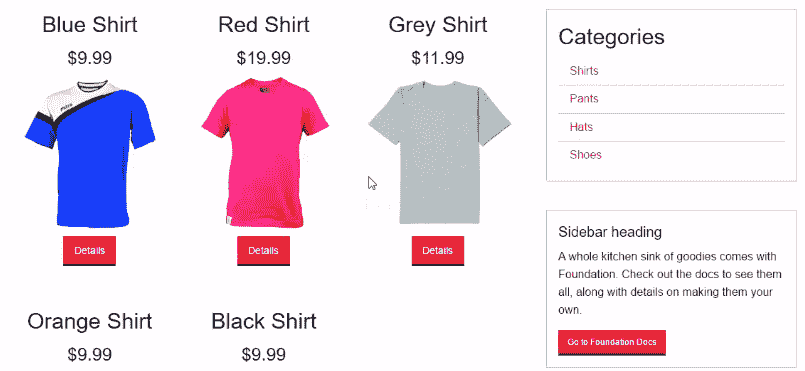 Blue Shirt
Red Shirt
Grey Shirt
$9.99
$19.99
$11.99
Details
Details
Details
Orange Shirt
Black Shirt
$9.99
$9.99
Categories
Shirts
Pants
Hats
Shoes
Sidebar heading
A whole kitchen sink of goodies comes with
Foundation. Check out the docs to see them
all, along with details on making them your
own.
Go to Foundation Docs